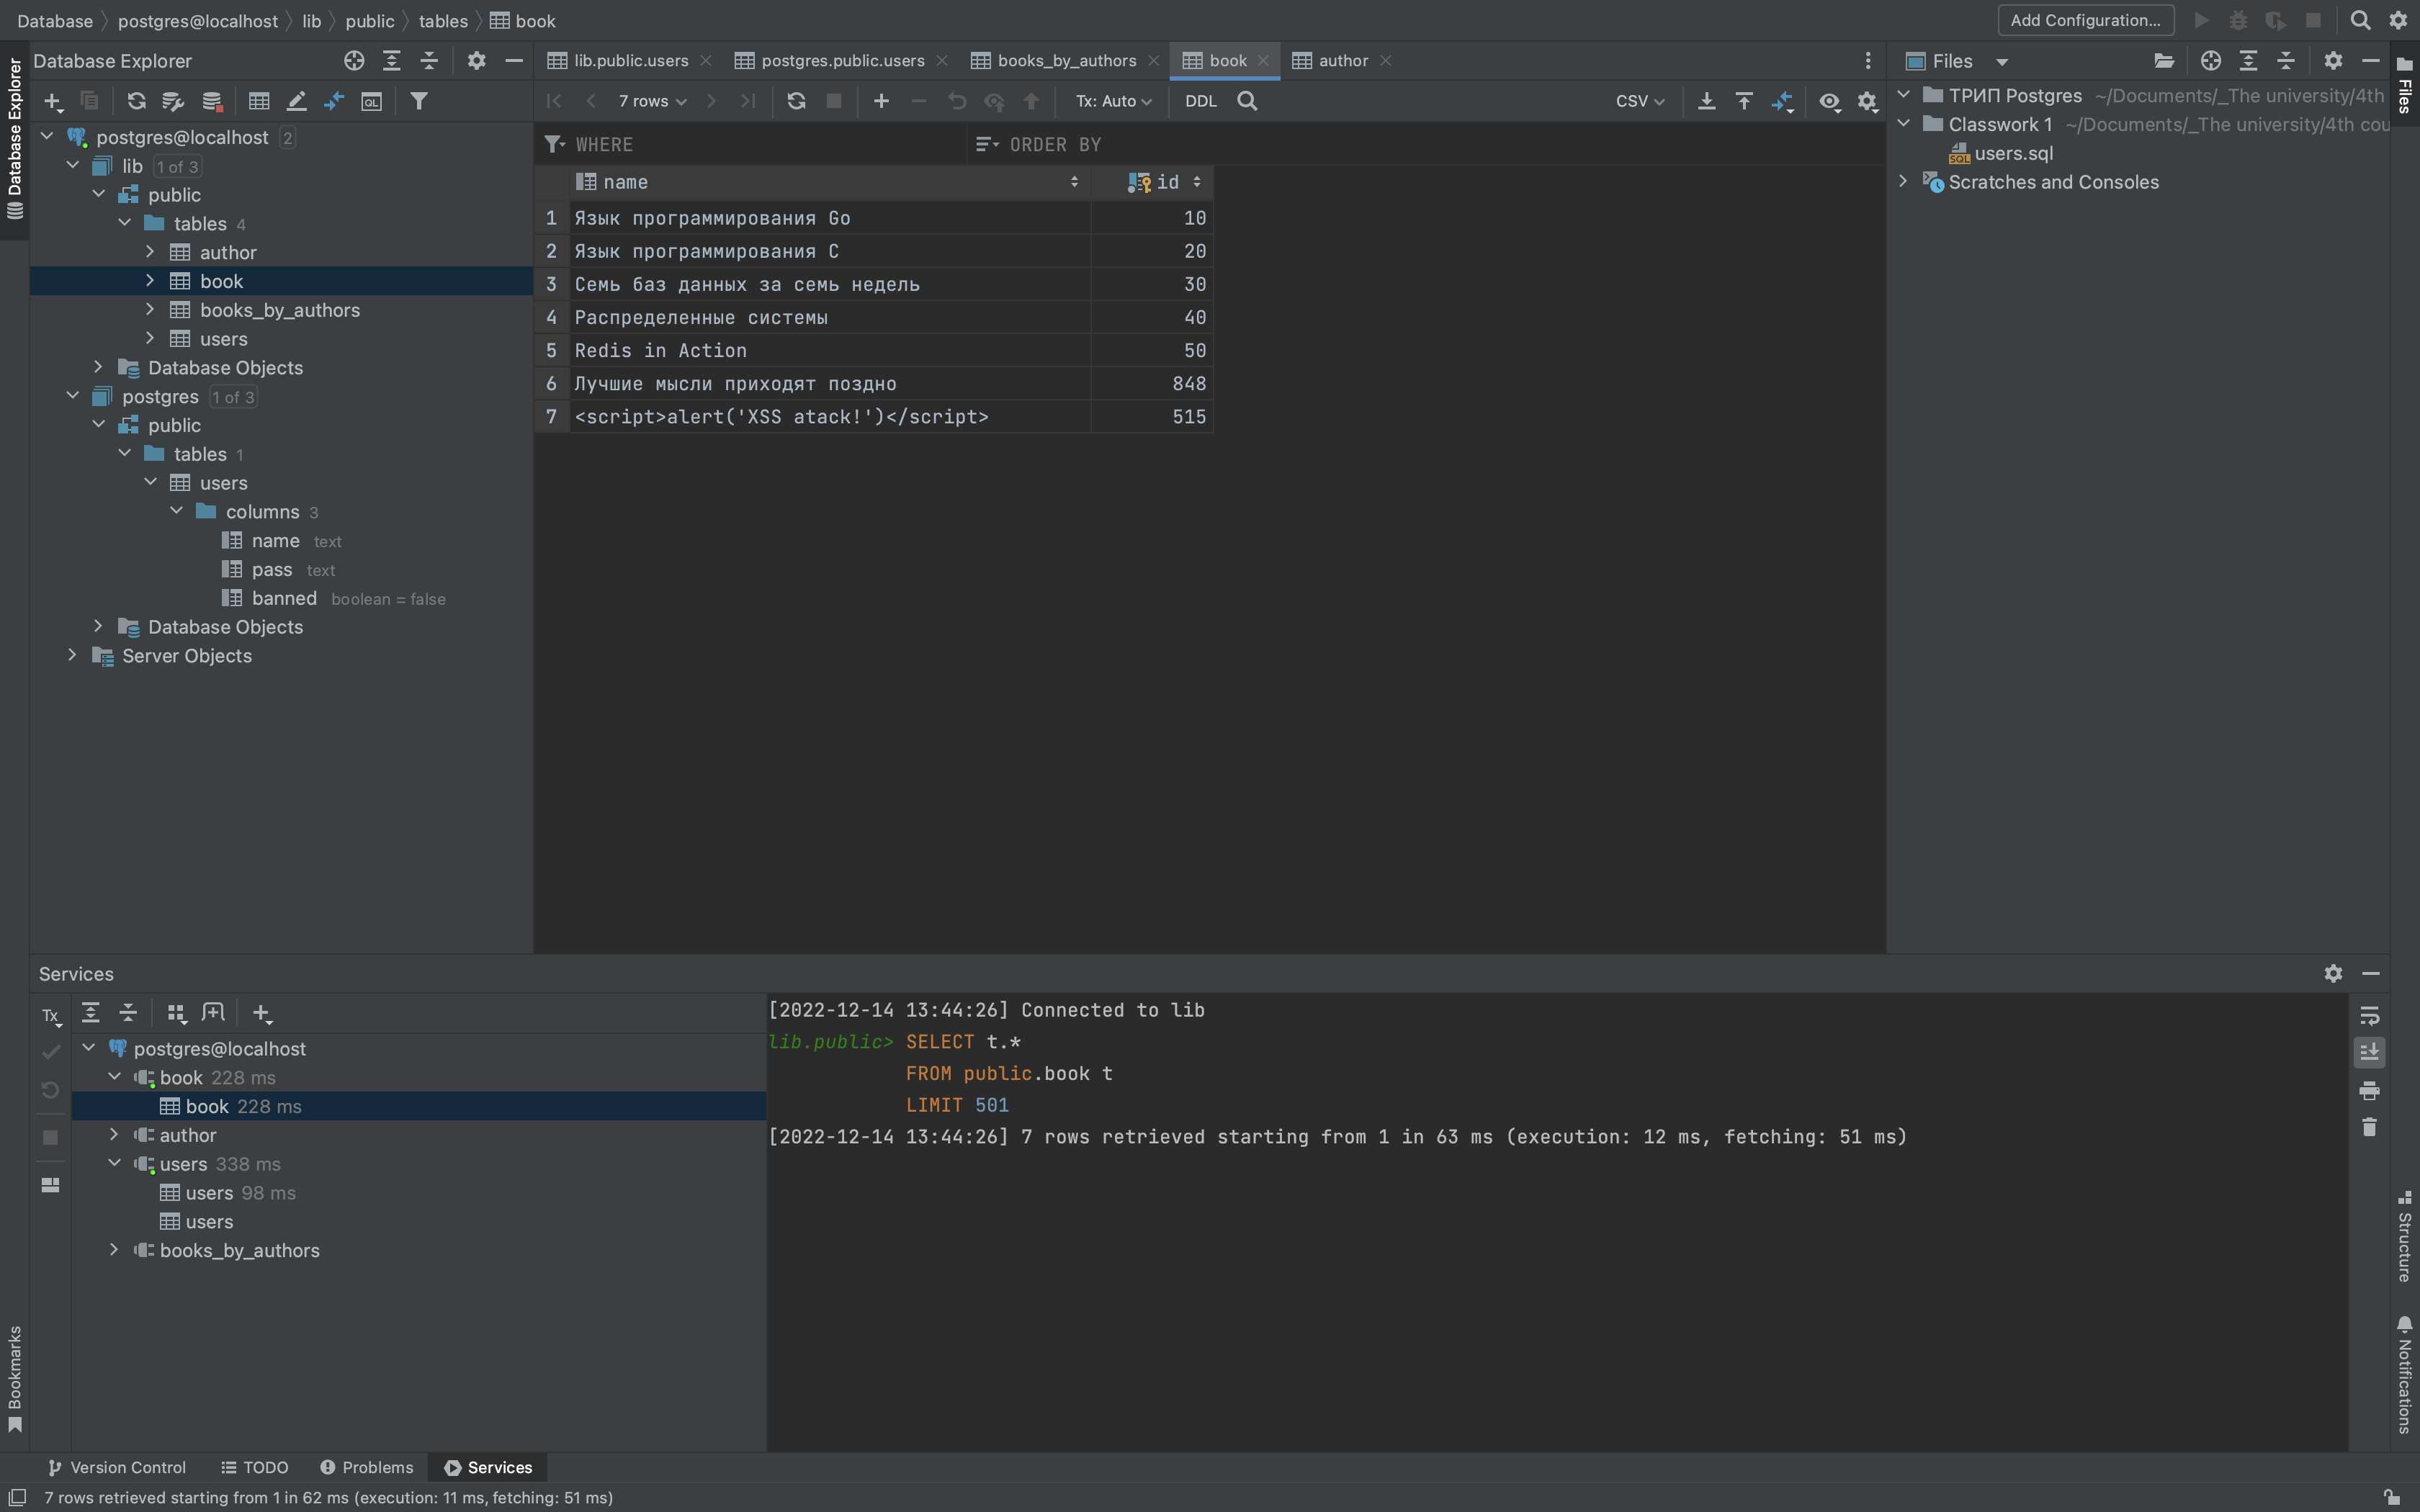 Database postgres@localhost lib public tables book
Add Configuration...
Database Explorer
lib.public.users postgres.public.users books_by_authors book author
Files
7 rows Tx: Auto DDL CSV
WHERE ORDER BY
postgres@localhost 2
lib 1 of 3
public
tables 4
author
book
books_by_authors
users
Database Objects
postgres 1 of 3
public
tables 1
users
columns 3
name text
pass text
banned boolean = false
Database Objects
Server Objects
name id
1 Язык программирования Go 10
2 Язык программирования C 20
3 Семь баз данных за семь недель 30
4 Распределенные системы 40
5 Redis in Action 50
6 Лучшие мысли приходят поздно 848
7 <script>alert('XSS atack!')</script> 515
ТРИП Postgres ~/Documents/_The university/4th
Classwork 1 ~/Documents/_The university/4th cou
users.sql
Scratches and Consoles
Database Explorer
Files
Services
Tx
postgres@localhost
book 228 ms
book 228 ms
author
users 338 ms
users 98 ms
users
books_by_authors
[2022-12-14 13:44:26] Connected to lib
lib.public> SELECT t.*
FROM public.book t
LIMIT 501
[2022-12-14 13:44:26] 7 rows retrieved starting from 1 in 63 ms (execution: 12 ms, fetching: 51 ms)
Structure
Notifications
Bookmarks
Version Control TODO Problems Services
7 rows retrieved starting from 1 in 62 ms (execution: 11 ms, fetching: 51 ms)